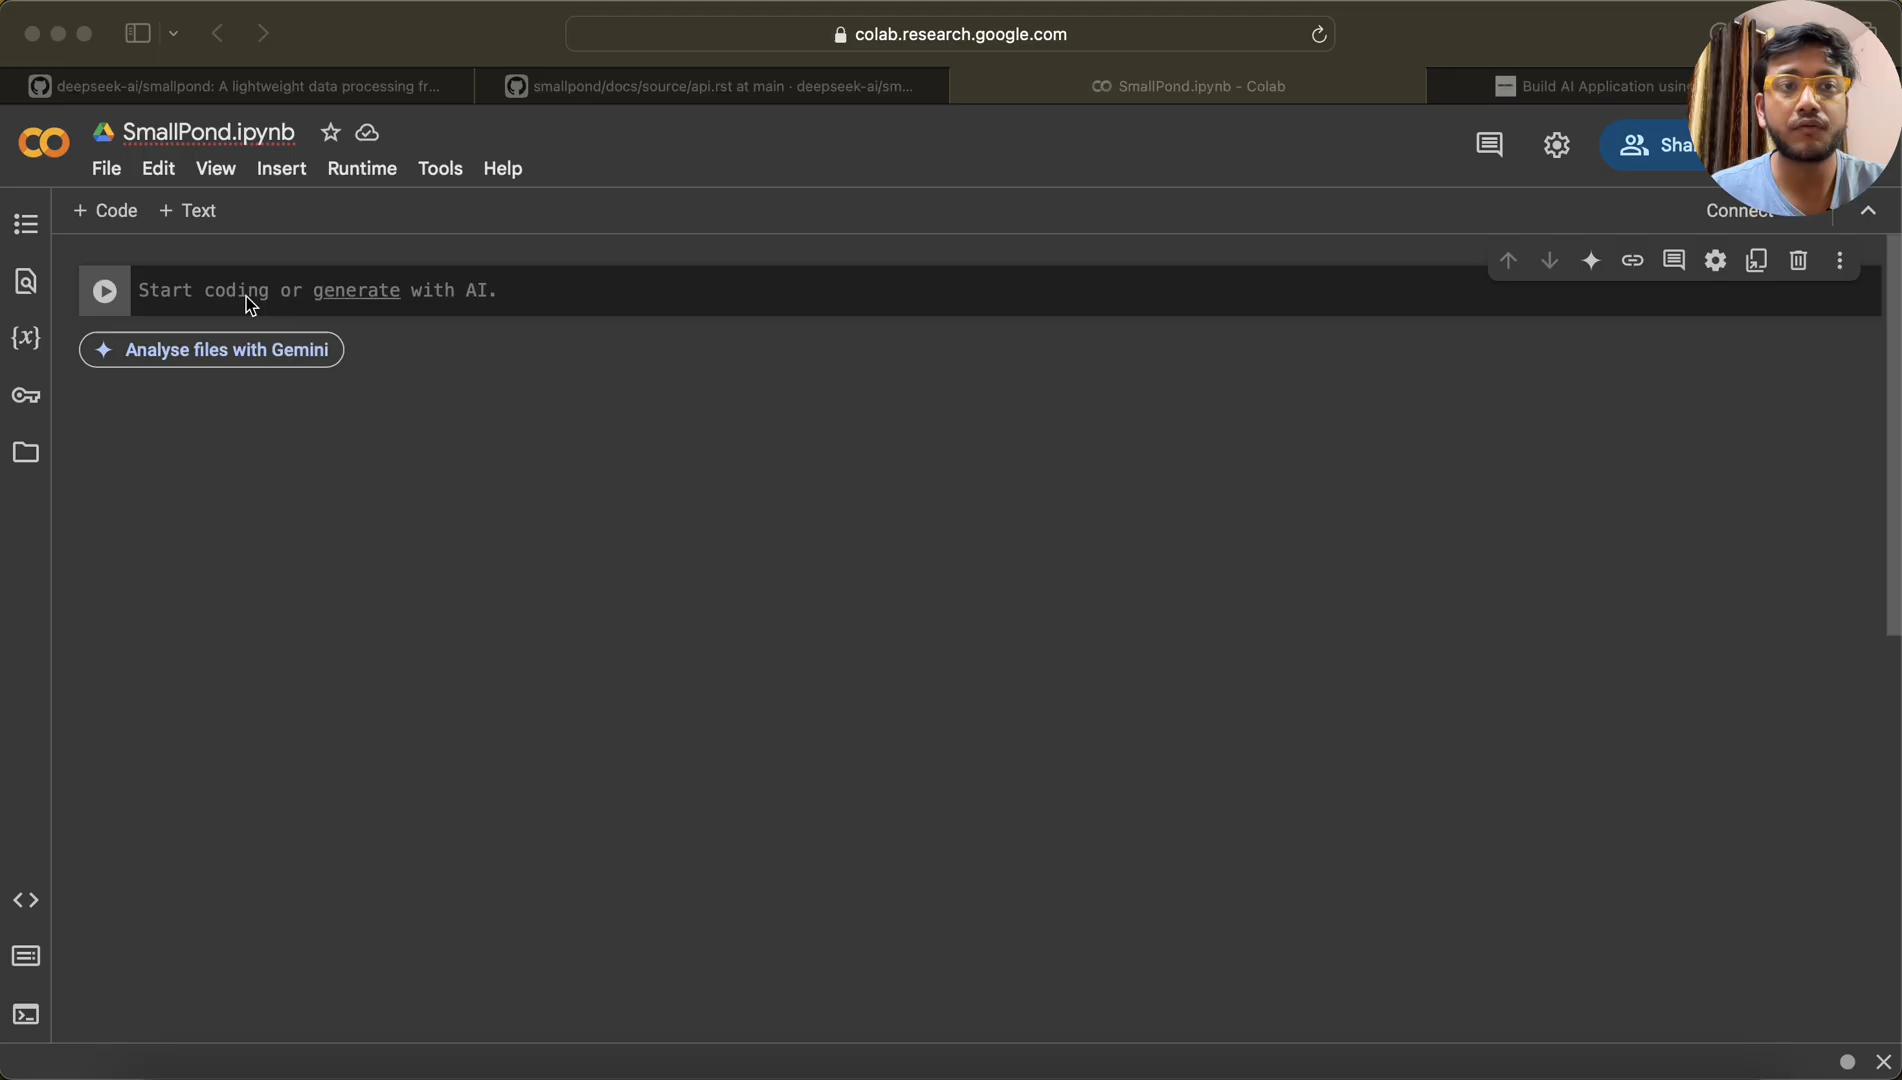 colab.research.google.com
deepseek-ai/smallpond: A lightweight data processing fr...
smallpond/docs/source/api.rst at main · deepseek-ai/sm...
SmallPond.ipynb - Colab
Build AI Application using
SmallPond.ipynb
File Edit View Insert Runtime Tools Help
+ Code + Text
Connect
Start coding or generate with AI.
Analyse files with Gemini